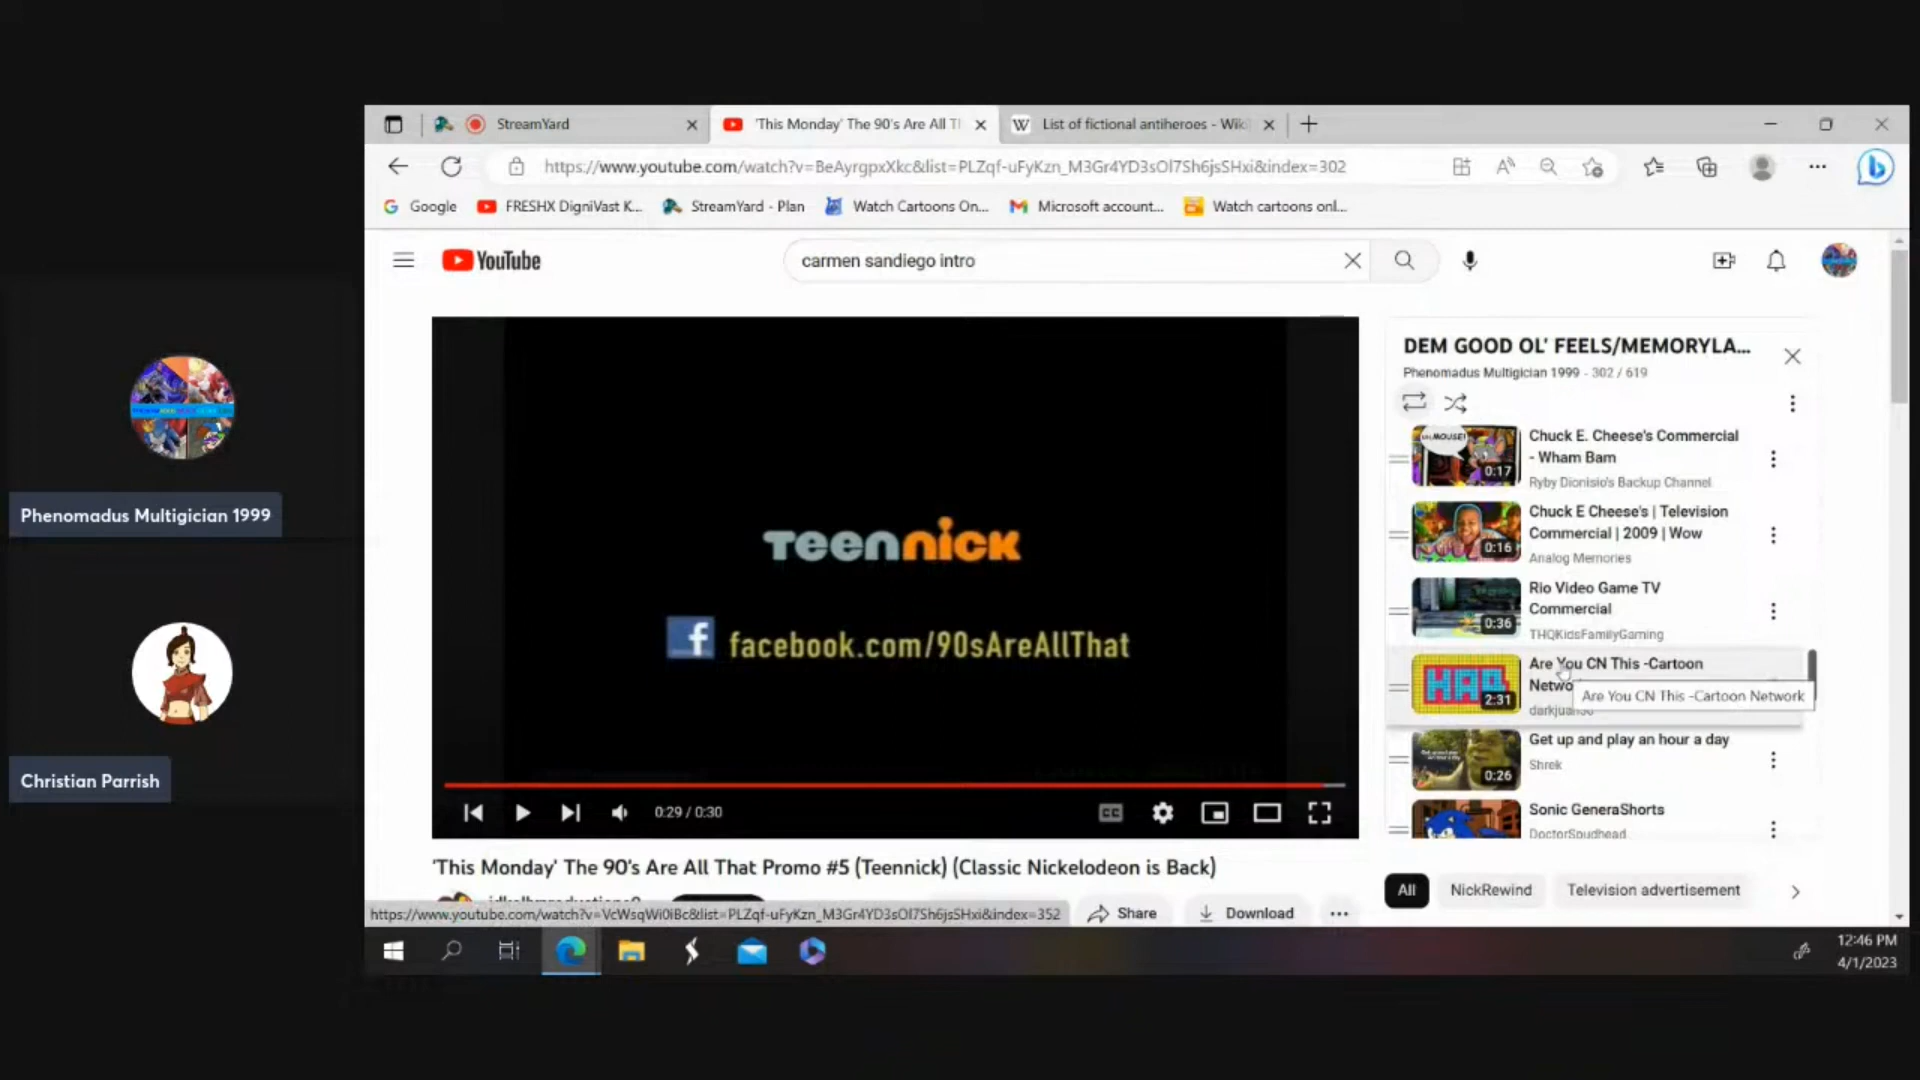 StreamYard
'This Monday' The 90's Are All T
List of fictional antiheroes - Wiki
https://www.youtube.com/watch?v=BeAyrgpxXkc&list=PLZqf-uFyKzn_M3Gr4YD3sOl7Sh6jsSHxi&index=302
Google
FRESHX DigniVast K...
StreamYard - Plan
Watch Cartoons On...
Microsoft account...
Watch cartoons onl...
YouTube
carmen sandiego intro
DEM GOOD OL' FEELS/MEMORYLA...
Phenomadus Multigician 1999 - 302 / 619
MOUSE!
0:17
Chuck E. Cheese's Commercial
- Wham Bam
Ryby Dionisio's Backup Channel
0:16
Chuck E Cheese's | Television
Commercial | 2009 | Wow
Analog Memories
0:36
Rio Video Game TV
Commercial
THQKidsFamilyGaming
2:31
Are You CN This -Cartoon
Netwo
Are You CN This -Cartoon Network
0:26
Get up and play an hour a day
Shrek
Sonic GeneraShorts
DoctorSpudhead
teennick
f facebook.com/90sAreAllThat
0:29 / 0:30
CC
'This Monday' The 90's Are All That Promo #5 (Teennick) (Classic Nickelodeon is Back)
https://www.youtube.com/watch?v=VcWsqWi0iBc&list=PLZqf-uFyKzn_M3Gr4YD3sOl7Sh6jsSHxi&index=352
Share
Download
All
NickRewind
Television advertisement
12:46 PM
4/1/2023
Phenomadus Multigician 1999
Christian Parrish